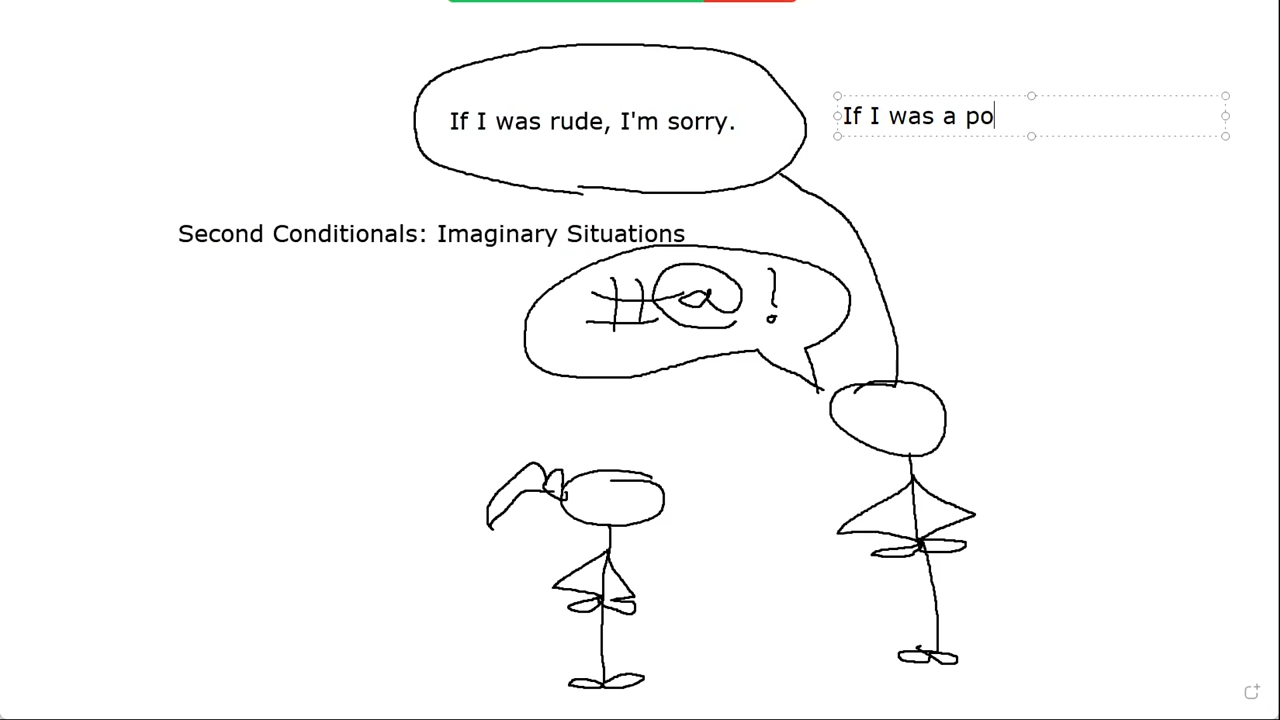 If I was rude, I'm sorry.
If I was a po
Second Conditionals: Imaginary Situations
#@!